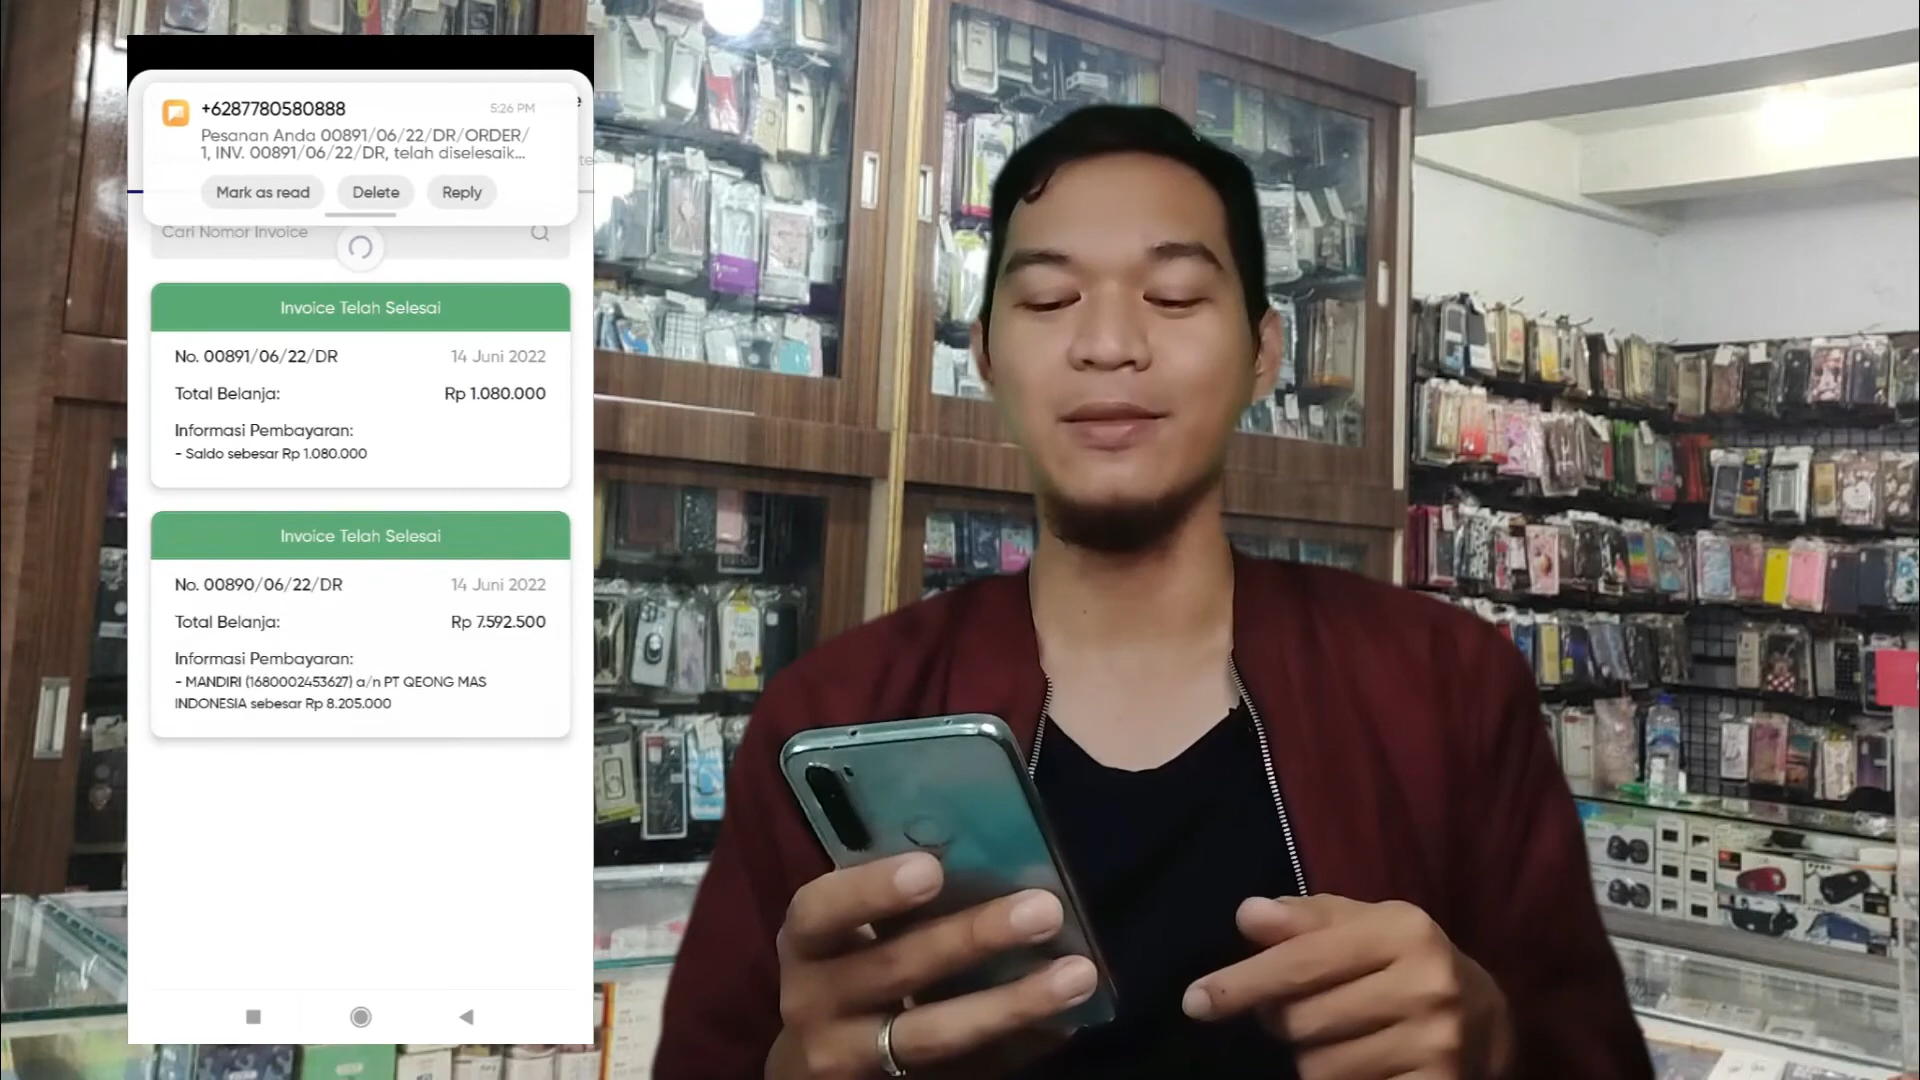 +6287780580888
5:26 PM
Pesanan Anda 00891/06/22/DR/ORDER/
1, INV. 00891/06/22/DR, telah diselesaik...
Mark as read
Delete
Reply
Cari Nomor Invoice
Invoice Telah Selesai
No. 00891/06/22/DR
14 Juni 2022
Total Belanja:
Rp 1.080.000
Informasi Pembayaran:
- Saldo sebesar Rp 1.080.000
Invoice Telah Selesai
No. 00890/06/22/DR
14 Juni 2022
Total Belanja:
Rp 7.592.500
Informasi Pembayaran:
- MANDIRI (1680002453627) a/n PT QEONG MAS
INDONESIA sebesar Rp 8.205.000